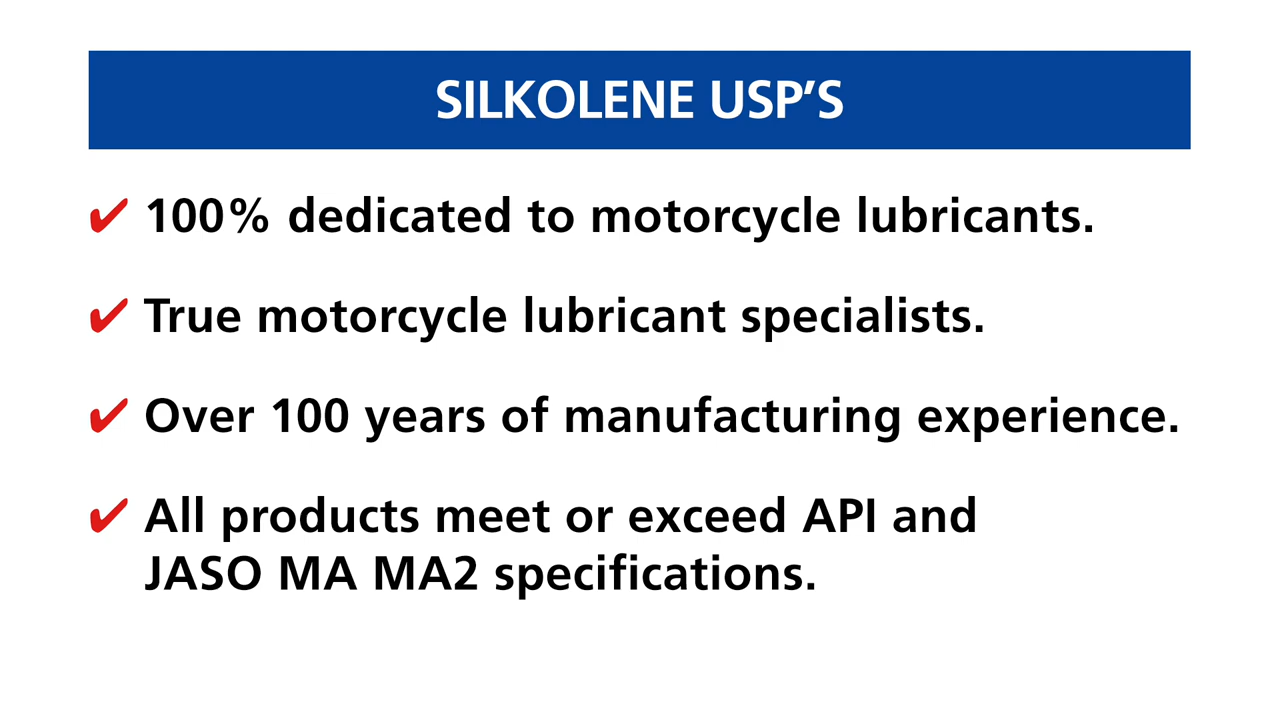 SILKOLENE USP’S
✔ 100% dedicated to motorcycle lubricants.
✔ True motorcycle lubricant specialists.
✔ Over 100 years of manufacturing experience.
✔ All products meet or exceed API and
JASO MA MA2 specifications.